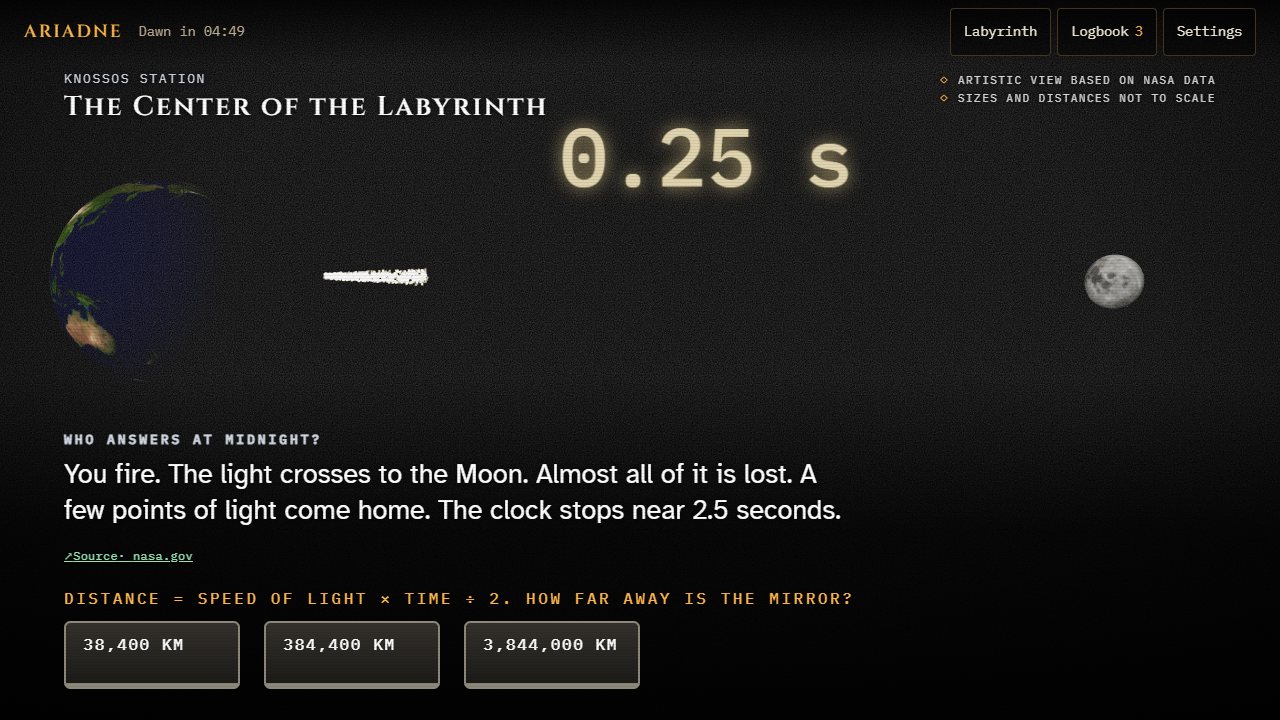 ARIADNE Dawn in 04:49 Labyrinth Logbook 3 Settings
KNOSSOS STATION
The Center of the Labyrinth
◇ ARTISTIC VIEW BASED ON NASA DATA
◇ SIZES AND DISTANCES NOT TO SCALE
0.25 s
WHO ANSWERS AT MIDNIGHT?
You fire. The light crosses to the Moon. Almost all of it is lost. A
few points of light come home. The clock stops near 2.5 seconds.
↗Source· nasa.gov
DISTANCE = SPEED OF LIGHT × TIME ÷ 2. HOW FAR AWAY IS THE MIRROR?
38,400 KM 384,400 KM 3,844,000 KM